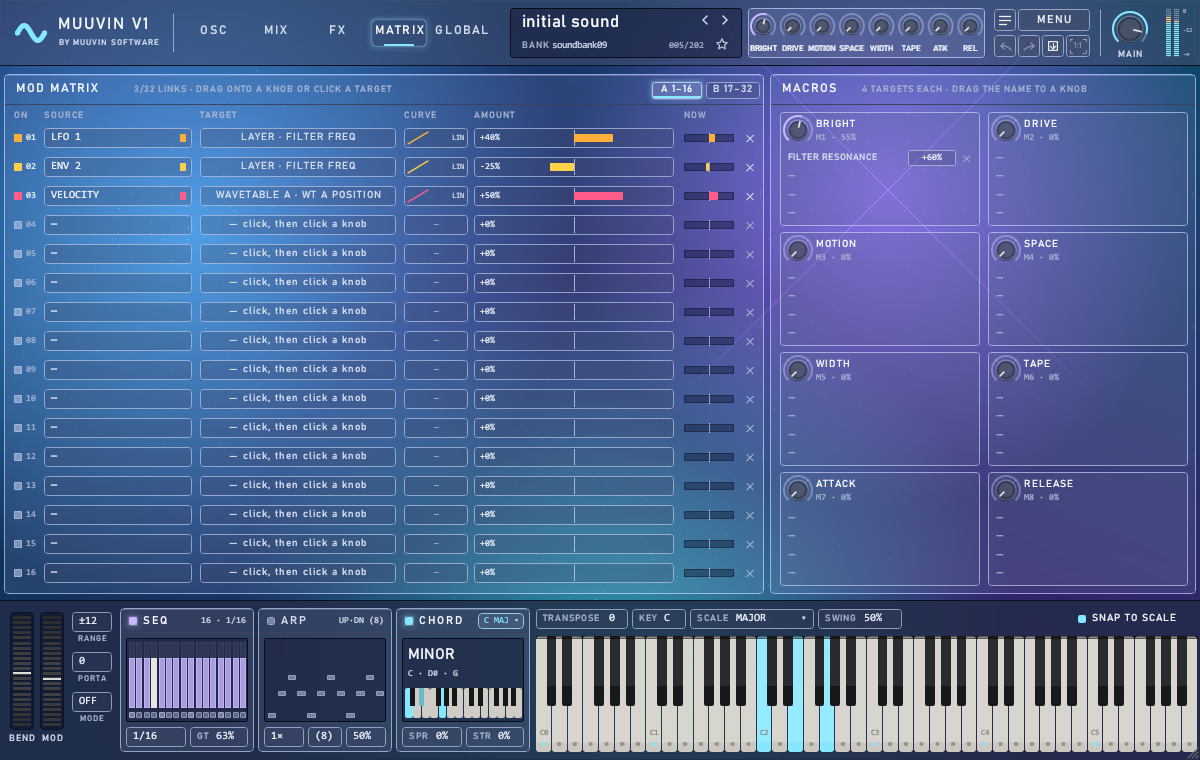 MUUVIN V1
BY MUUVIN SOFTWARE
OSC MIX FX MATRIX GLOBAL
initial sound
BANK soundbank09 005/202
BRIGHT DRIVE MOTION SPACE WIDTH TAPE ATK REL
MENU
1:1
MAIN
0
-12
-∞
MOD MATRIX 3/32 LINKS · DRAG ONTO A KNOB OR CLICK A TARGET A 1–16 B 17–32
ON SOURCE TARGET CURVE AMOUNT NOW
01 LFO 1 LAYER · FILTER FREQ LIN +40% ×
02 ENV 2 LAYER · FILTER FREQ LIN -25% ×
03 VELOCITY WAVETABLE A · WT A POSITION LIN +50% ×
04 — — click, then click a knob — +0% ×
05 — — click, then click a knob — +0% ×
06 — — click, then click a knob — +0% ×
07 — — click, then click a knob — +0% ×
08 — — click, then click a knob — +0% ×
09 — — click, then click a knob — +0% ×
10 — — click, then click a knob — +0% ×
11 — — click, then click a knob — +0% ×
12 — — click, then click a knob — +0% ×
13 — — click, then click a knob — +0% ×
14 — — click, then click a knob — +0% ×
15 — — click, then click a knob — +0% ×
16 — — click, then click a knob — +0% ×
MACROS 4 TARGETS EACH · DRAG THE NAME TO A KNOB
BRIGHT
M1 · 55%
FILTER RESONANCE +60% ×
—
—
—
DRIVE
M2 · 0%
—
—
—
—
MOTION
M3 · 0%
—
—
—
—
SPACE
M4 · 0%
—
—
—
—
WIDTH
M5 · 0%
—
—
—
—
TAPE
M6 · 0%
—
—
—
—
ATTACK
M7 · 0%
—
—
—
—
RELEASE
M8 · 0%
—
—
—
—
BEND MOD
±12
RANGE
0
PORTA
OFF
MODE
SEQ 16 · 1/16
1/16 GT 63%
ARP UP·DN (8)
1× (8) 50%
CHORD C MAJ
MINOR
C · D# · G
SPR 0% STR 0%
TRANSPOSE 0 KEY C SCALE MAJOR SWING 50% SNAP TO SCALE
C0 C1 C2 C3 C4 C5